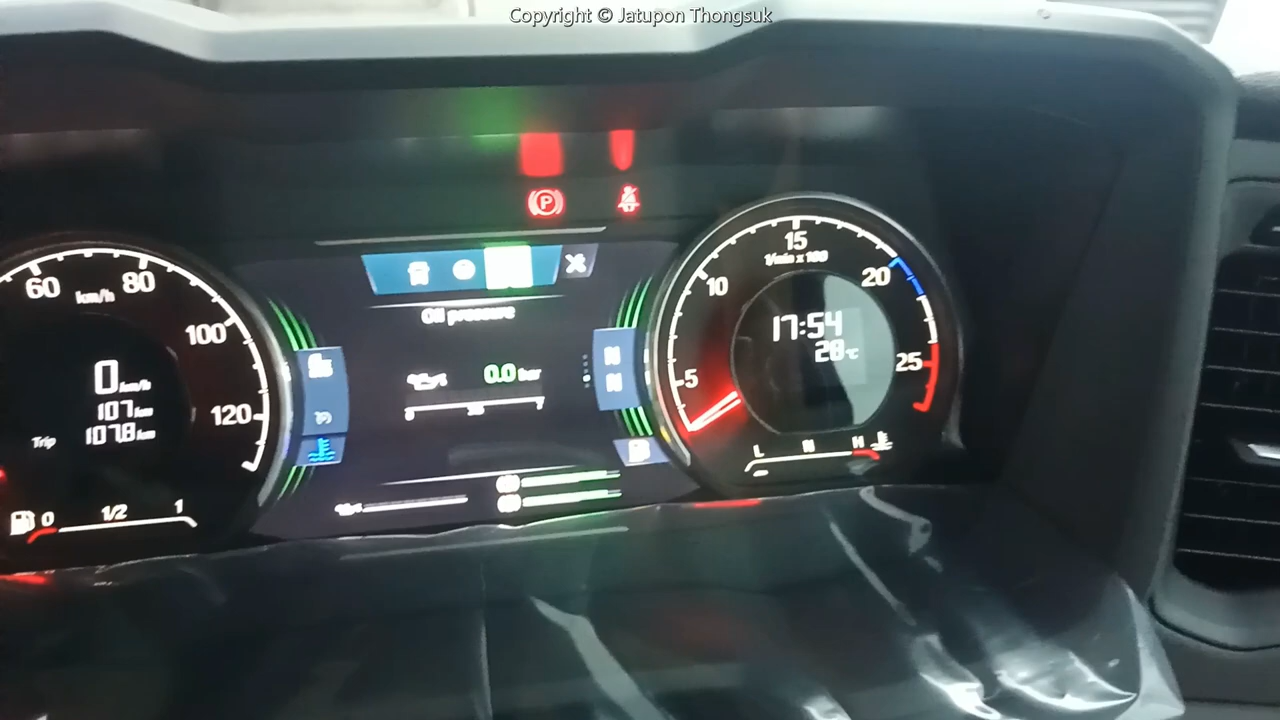 Copyright © Jatupon Thongsuk
P
60
80
km/h
100
120
0 km/h
107 km
Trip 107.8 km
0 1/2 1
Oil pressure
0.0 bar
N
N
5
10
15
1/min x 100
20
25
17:54
28°C
L N H